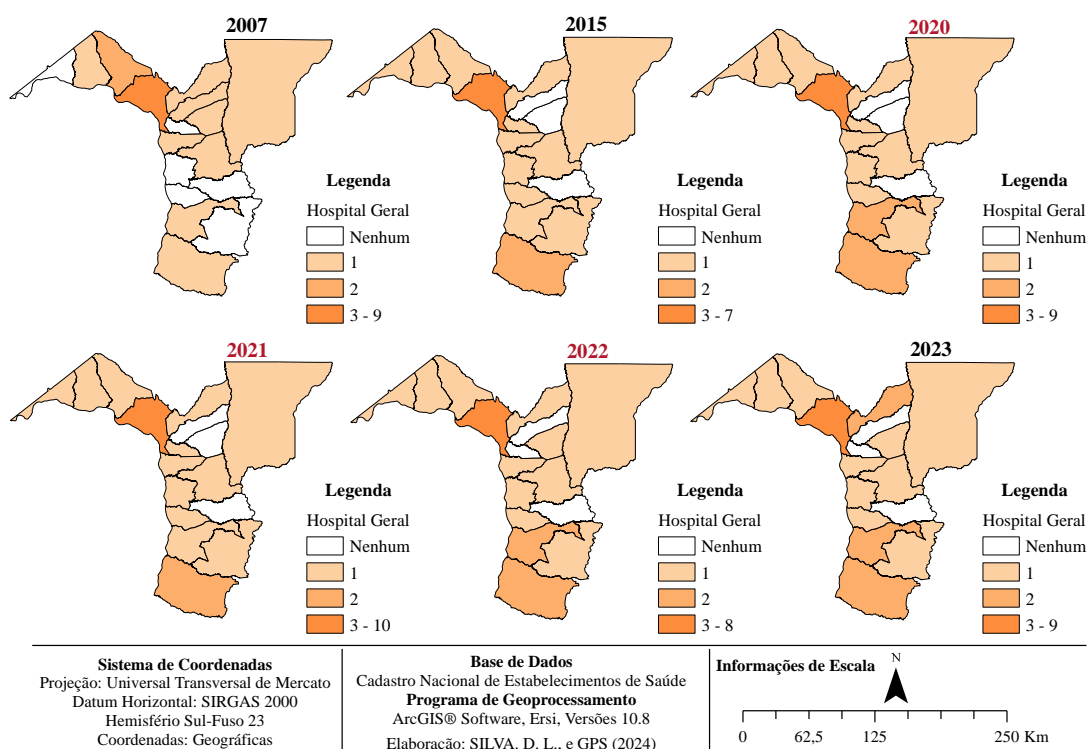 2007
Legenda
Hospital Geral
Nenhum
1
2
3 - 9
2015
Legenda
Hospital Geral
Nenhum
1
2
3 - 7
2020
Legenda
Hospital Geral
Nenhum
1
2
3 - 9
2021
Legenda
Hospital Geral
Nenhum
1
2
3 - 10
2022
Legenda
Hospital Geral
Nenhum
1
2
3 - 8
2023
Legenda
Hospital Geral
Nenhum
1
2
3 - 9
Sistema de Coordenadas
Projeção: Universal Transversal de Mercato
Datum Horizontal: SIRGAS 2000
Hemisfério Sul-Fuso 23
Coordenadas: Geográficas
Base de Dados
Cadastro Nacional de Estabelecimentos de Saúde
Programa de Geoprocessamento
ArcGIS® Software, Ersi, Versões 10.8
Elaboração: SILVA, D. L., e GPS (2024)
Informações de Escala
N
0 62,5 125 250 Km